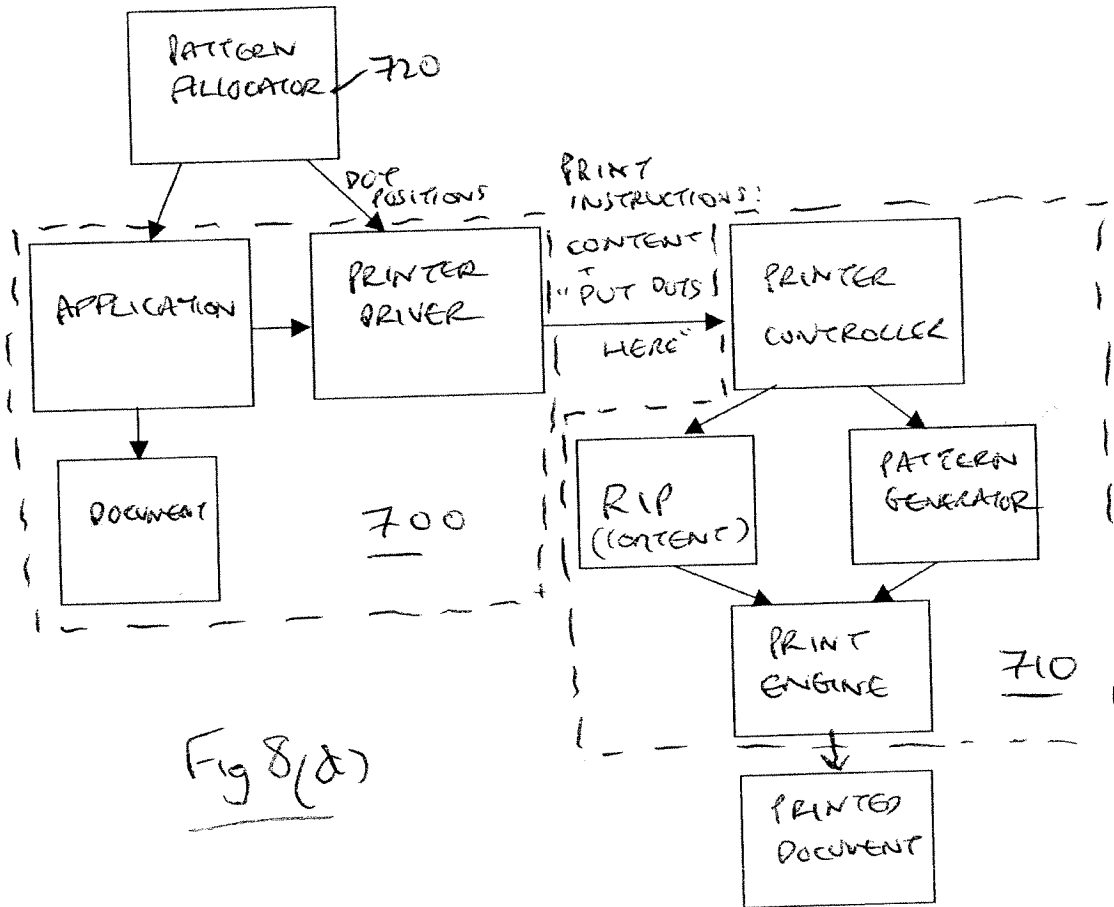 PATTERN
ALLOCATOR
720
DOT
POSITIONS
PRINT
INSTRUCTIONS:
CONTENT
+
"PUT DOTS
HERE"
APPLICATION
PRINTER
DRIVER
PRINTER
CONTROLLER
DOCUMENT
700
RIP
(CONTENT)
PATTERN
GENERATOR
PRINT
ENGINE
710
Fig 8(d)
PRINTED
DOCUMENT